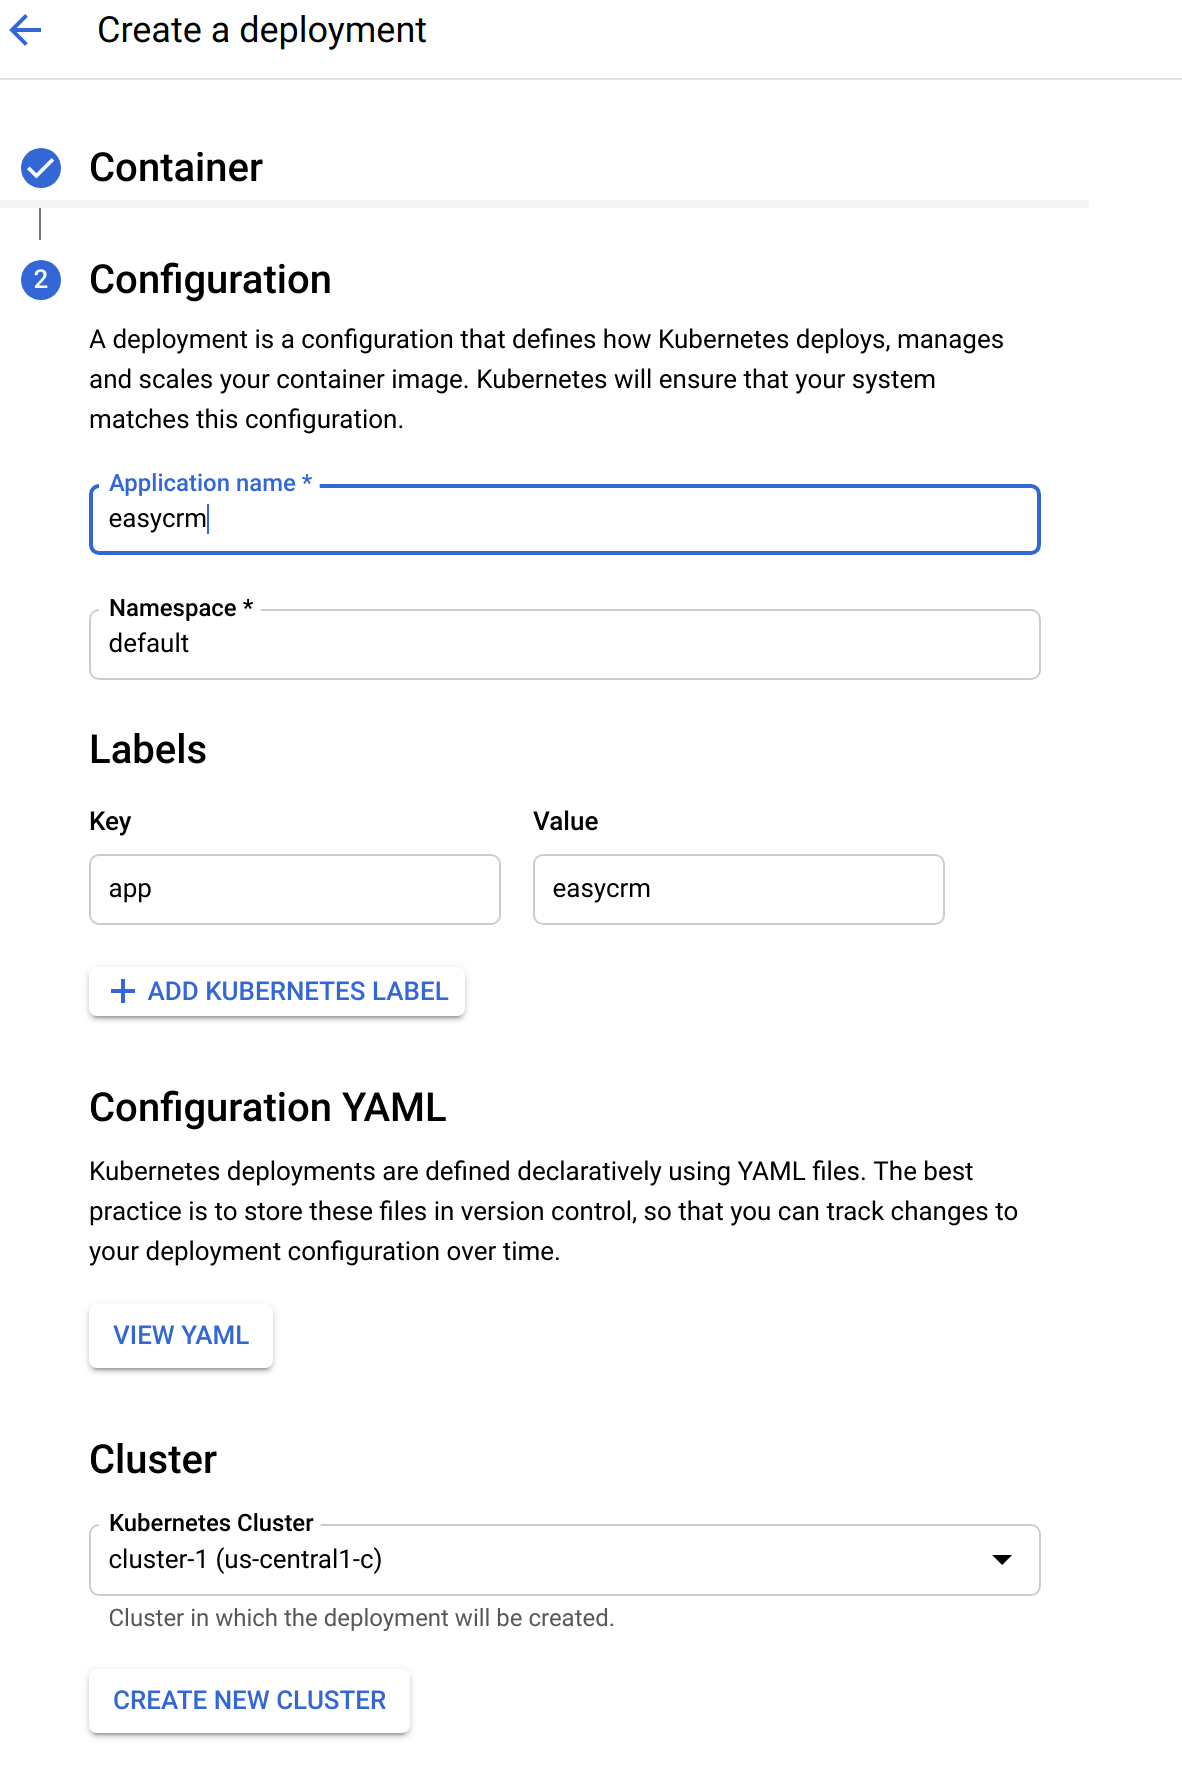 Create a deployment
Container
2 Configuration
A deployment is a configuration that defines how Kubernetes deploys, manages
and scales your container image. Kubernetes will ensure that your system
matches this configuration.
Application name *
easycrm
Namespace *
default
Labels
Key Value
app easycrm
+ ADD KUBERNETES LABEL
Configuration YAML
Kubernetes deployments are defined declaratively using YAML files. The best
practice is to store these files in version control, so that you can track changes to
your deployment configuration over time.
VIEW YAML
Cluster
Kubernetes Cluster
cluster-1 (us-central1-c)
Cluster in which the deployment will be created.
CREATE NEW CLUSTER